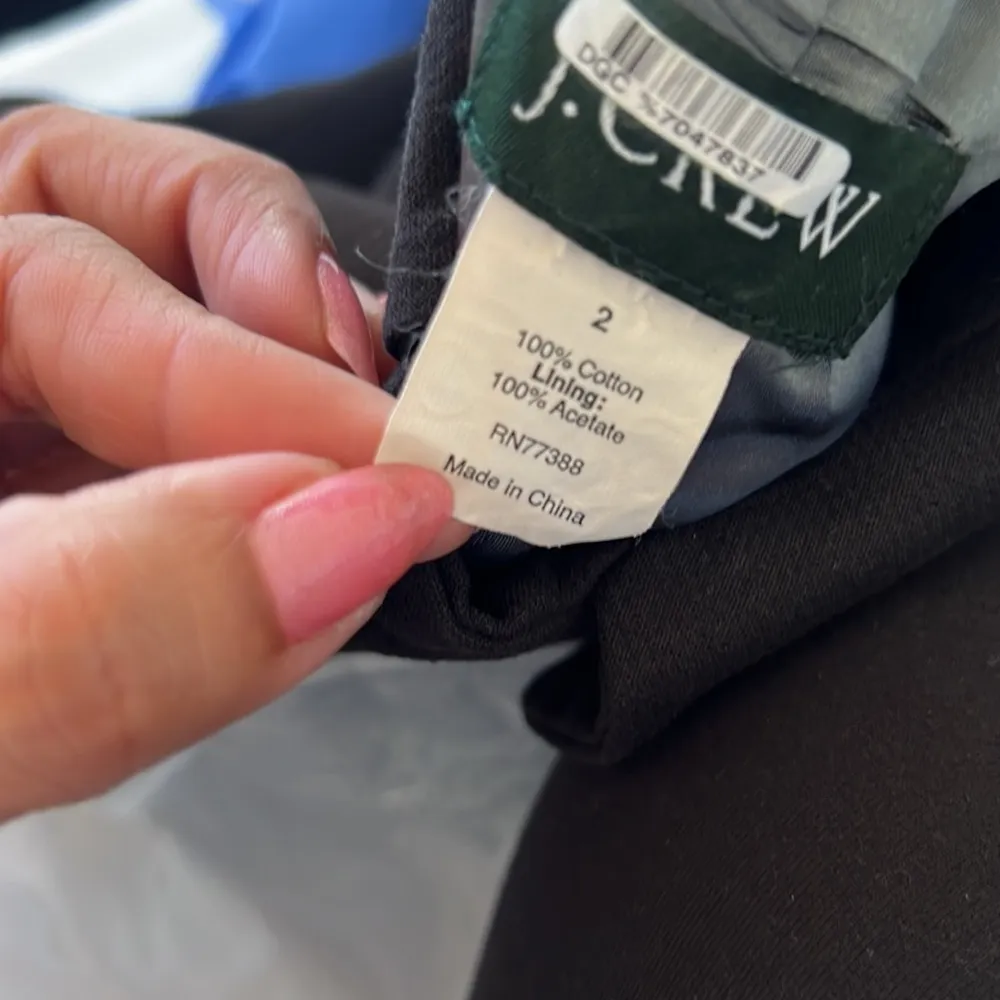 DGC %7047837
J.CREW
2
100% Cotton
Lining:
100% Acetate
RN77388
Made in China